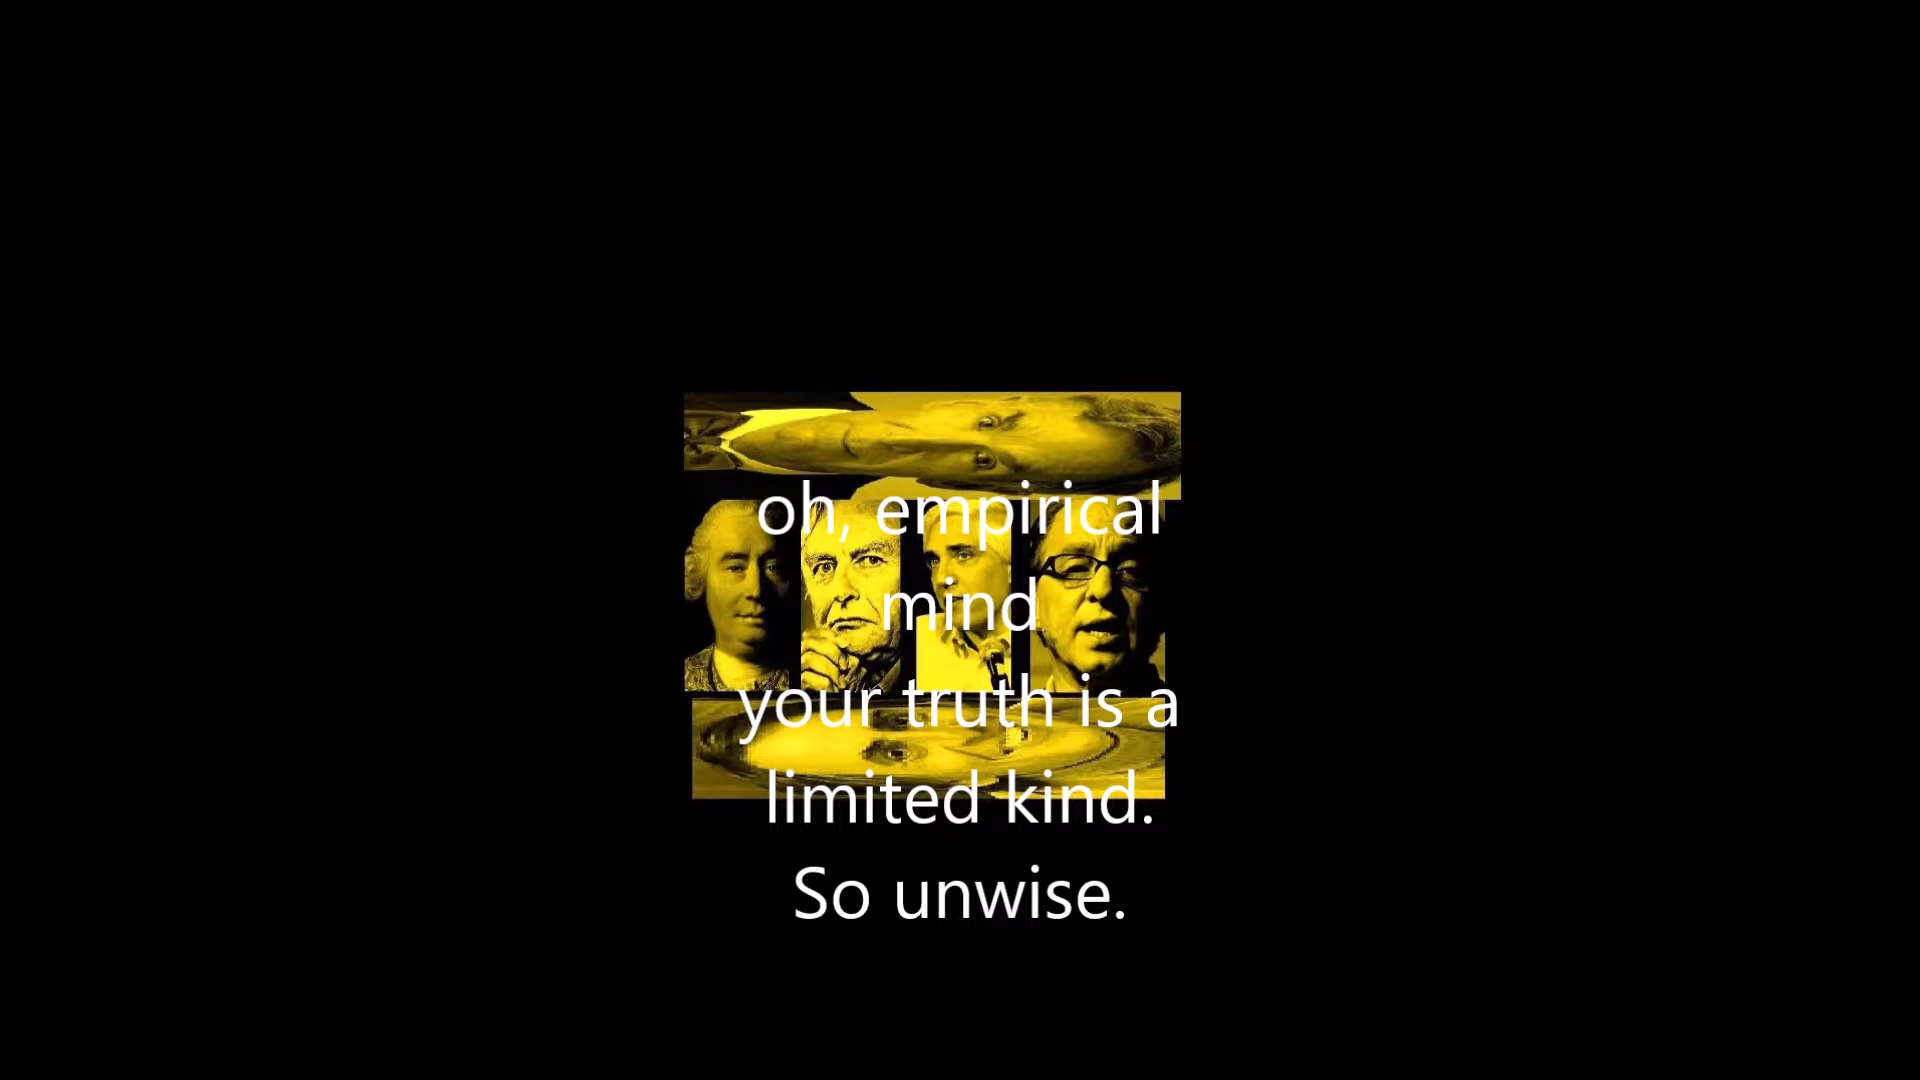 oh, empirical
mind
your truth is a
limited kind.
So unwise.